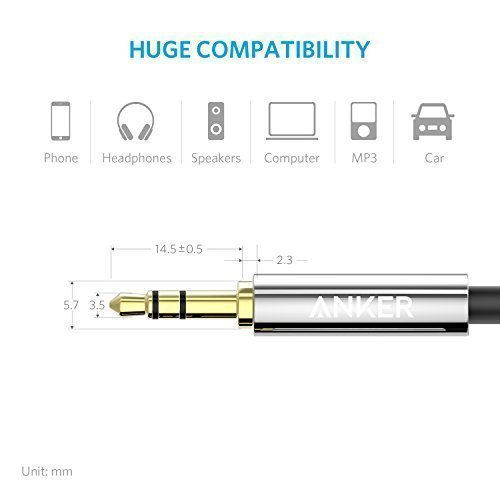 HUGE COMPATIBILITY
Phone Headphones Speakers Computer MP3 Car
14.5±0.5
2.3
5.7
3.5
ANKER
Unit: mm